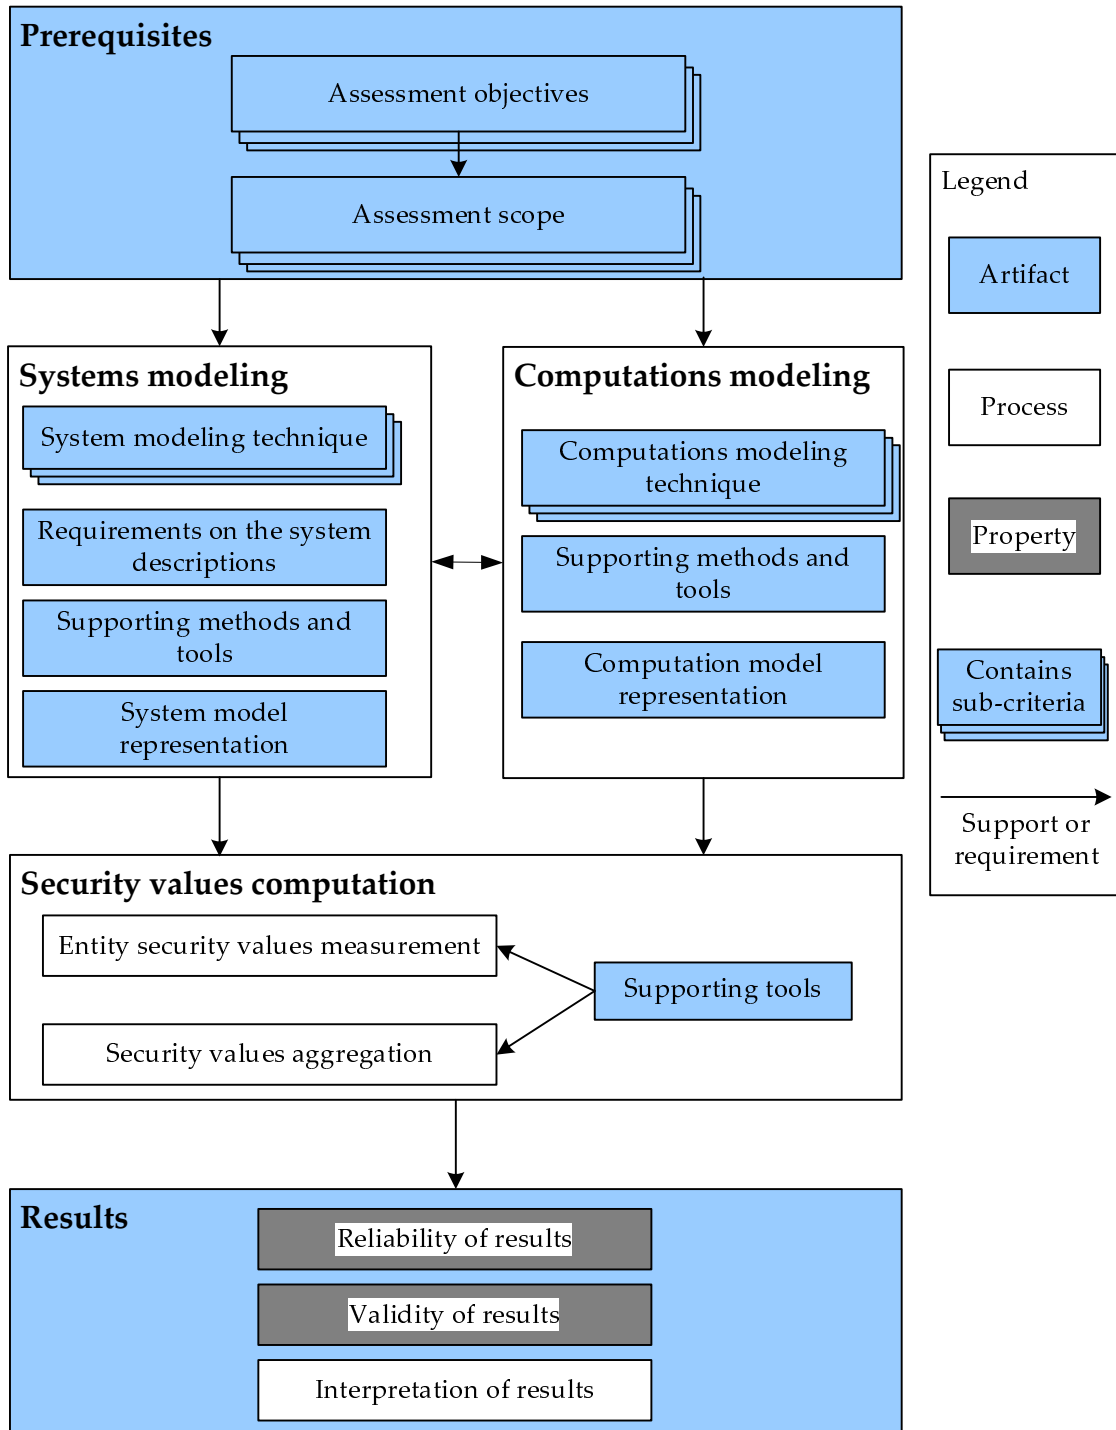 Prerequisites
Assessment objectives
Assessment scope
Systems modeling
System modeling technique
Requirements on the system
descriptions
Supporting methods and
tools
System model
representation
Computations modeling
Computations modeling
technique
Supporting methods and
tools
Computation model
representation
Security values computation
Entity security values measurement
Supporting tools
Security values aggregation
Results
Reliability of results
Validity of results
Interpretation of results
Legend
Artifact
Process
Property
Contains
sub-criteria
Support or
requirement